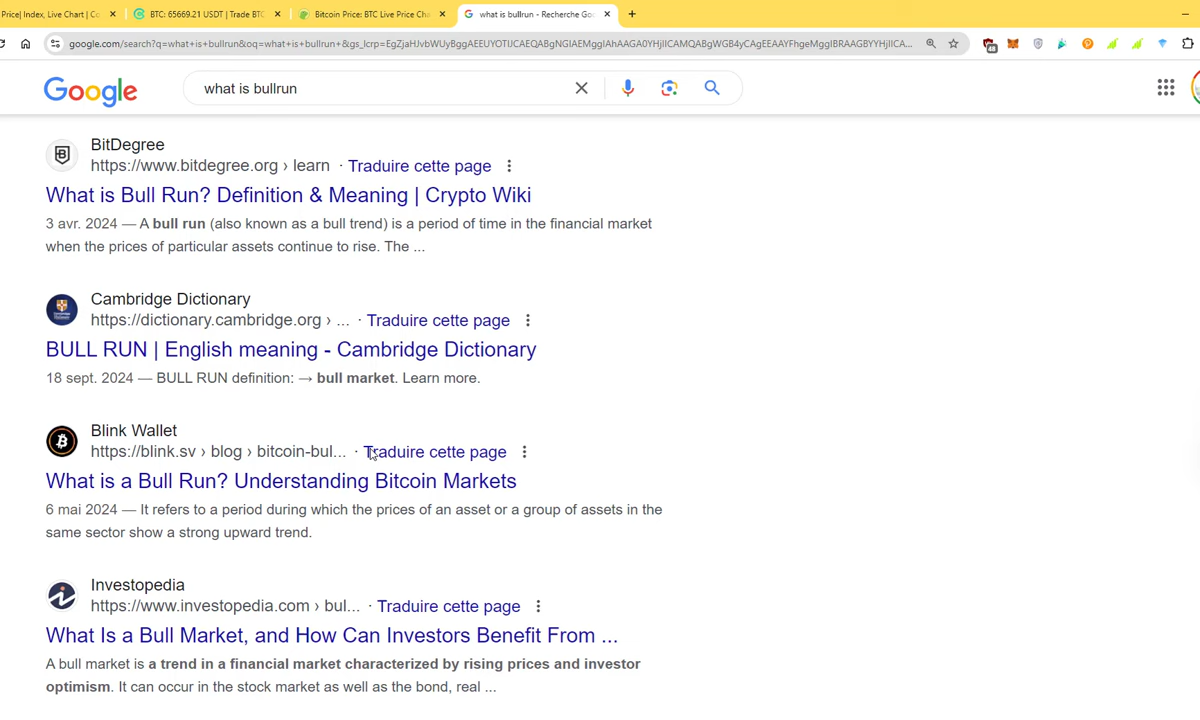 Price| Index, Live Chart | Co
BTC: 65669.21 USDT | Trade BTC
Bitcoin Price: BTC Live Price Cha
what is bullrun - Recherche Goo
google.com/search?q=what+is+bullrun&oq=what+is+bullrun+&gs_lcrp=
Google
what is bullrun
BitDegree
https://www.bitdegree.org › learn · Traduire cette page
What is Bull Run? Definition & Meaning | Crypto Wiki
3 avr. 2024 — A bull run (also known as a bull trend) is a period of time in the financial market
when the prices of particular assets continue to rise. The ...
Cambridge Dictionary
https://dictionary.cambridge.org › ... · Traduire cette page
BULL RUN | English meaning - Cambridge Dictionary
18 sept. 2024 — BULL RUN definition: → bull market. Learn more.
Blink Wallet
https://blink.sv › blog › bitcoin-bul... · Traduire cette page
What is a Bull Run? Understanding Bitcoin Markets
6 mai 2024 — It refers to a period during which the prices of an asset or a group of assets in the
same sector show a strong upward trend.
Investopedia
https://www.investopedia.com › bul... · Traduire cette page
What Is a Bull Market, and How Can Investors Benefit From ...
A bull market is a trend in a financial market characterized by rising prices and investor
optimism. It can occur in the stock market as well as the bond, real ...